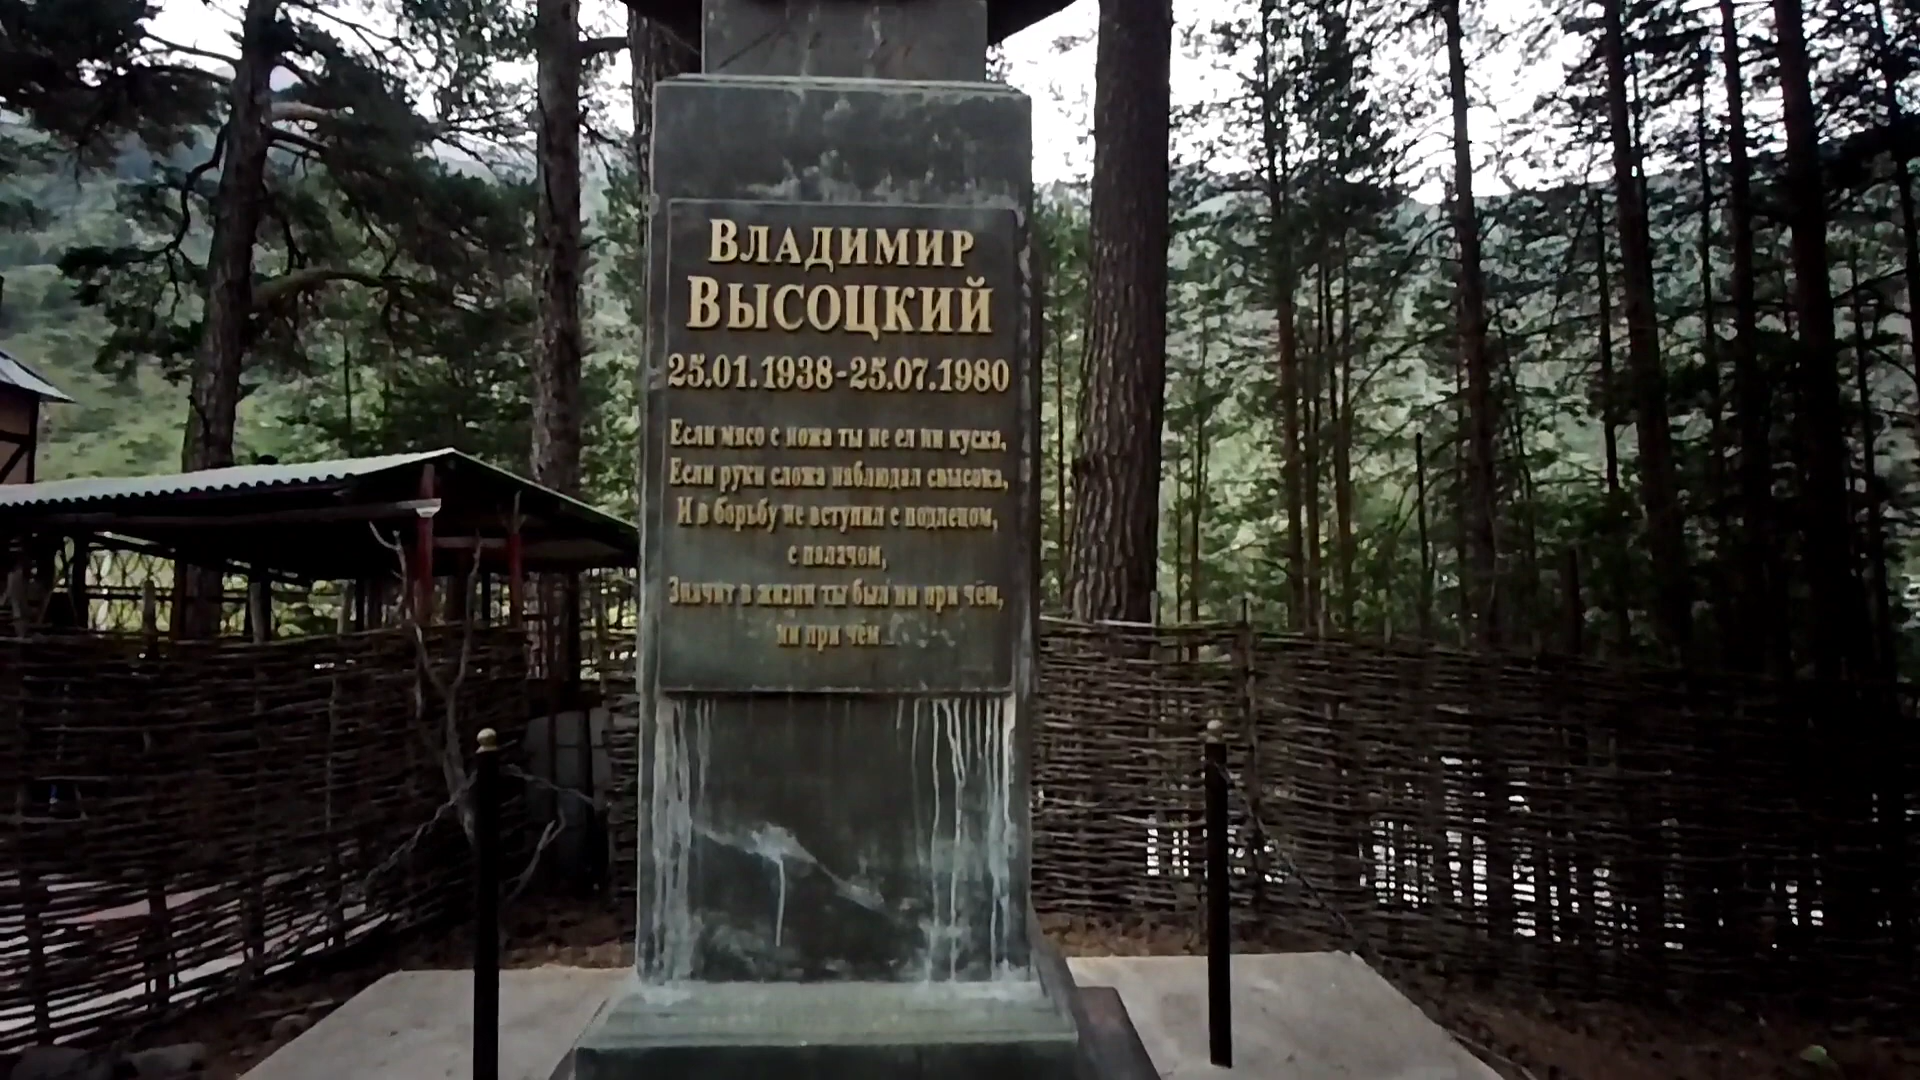 Владимир
Высоцкий
25.01.1938-25.07.1980
Если мясо с ножа ты не ел ни куска,
Если руки сложа наблюдал свысока,
И в борьбу не вступил с подлецом,
с палачом,
Значит в жизни ты был ни при чём,
ни при чём...